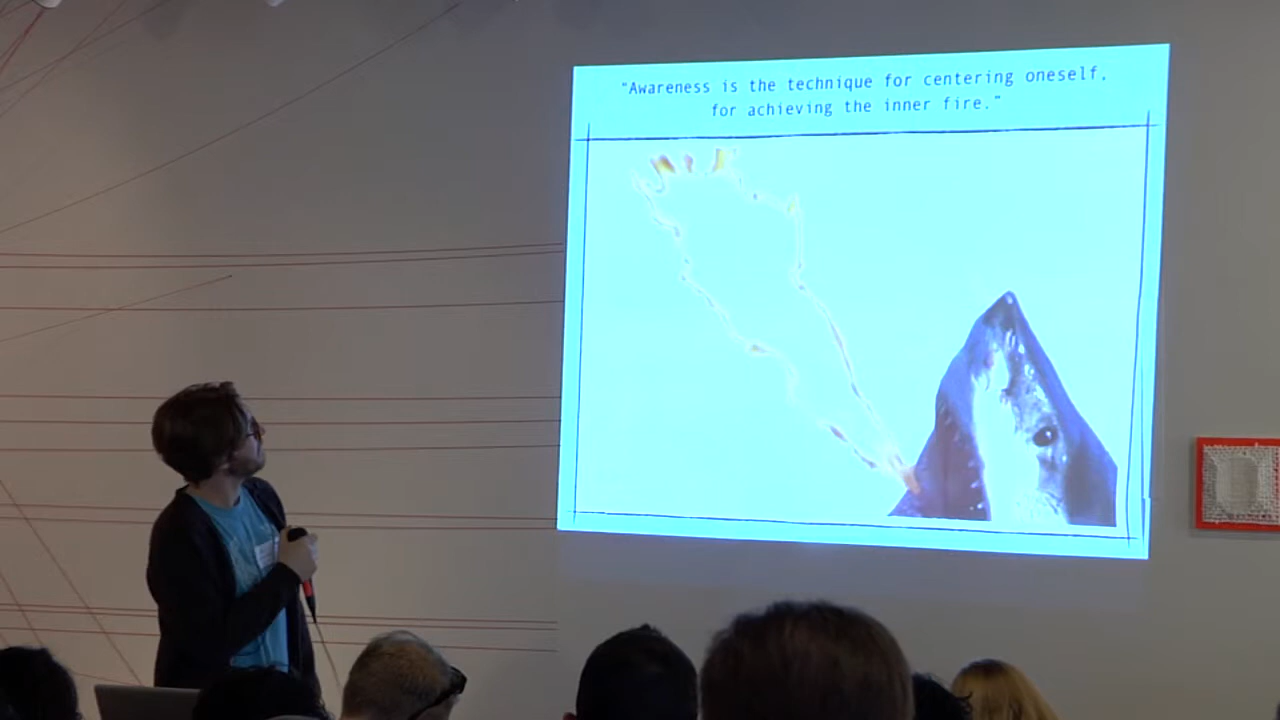 "Awareness is the technique for centering oneself,
for achieving the inner fire."